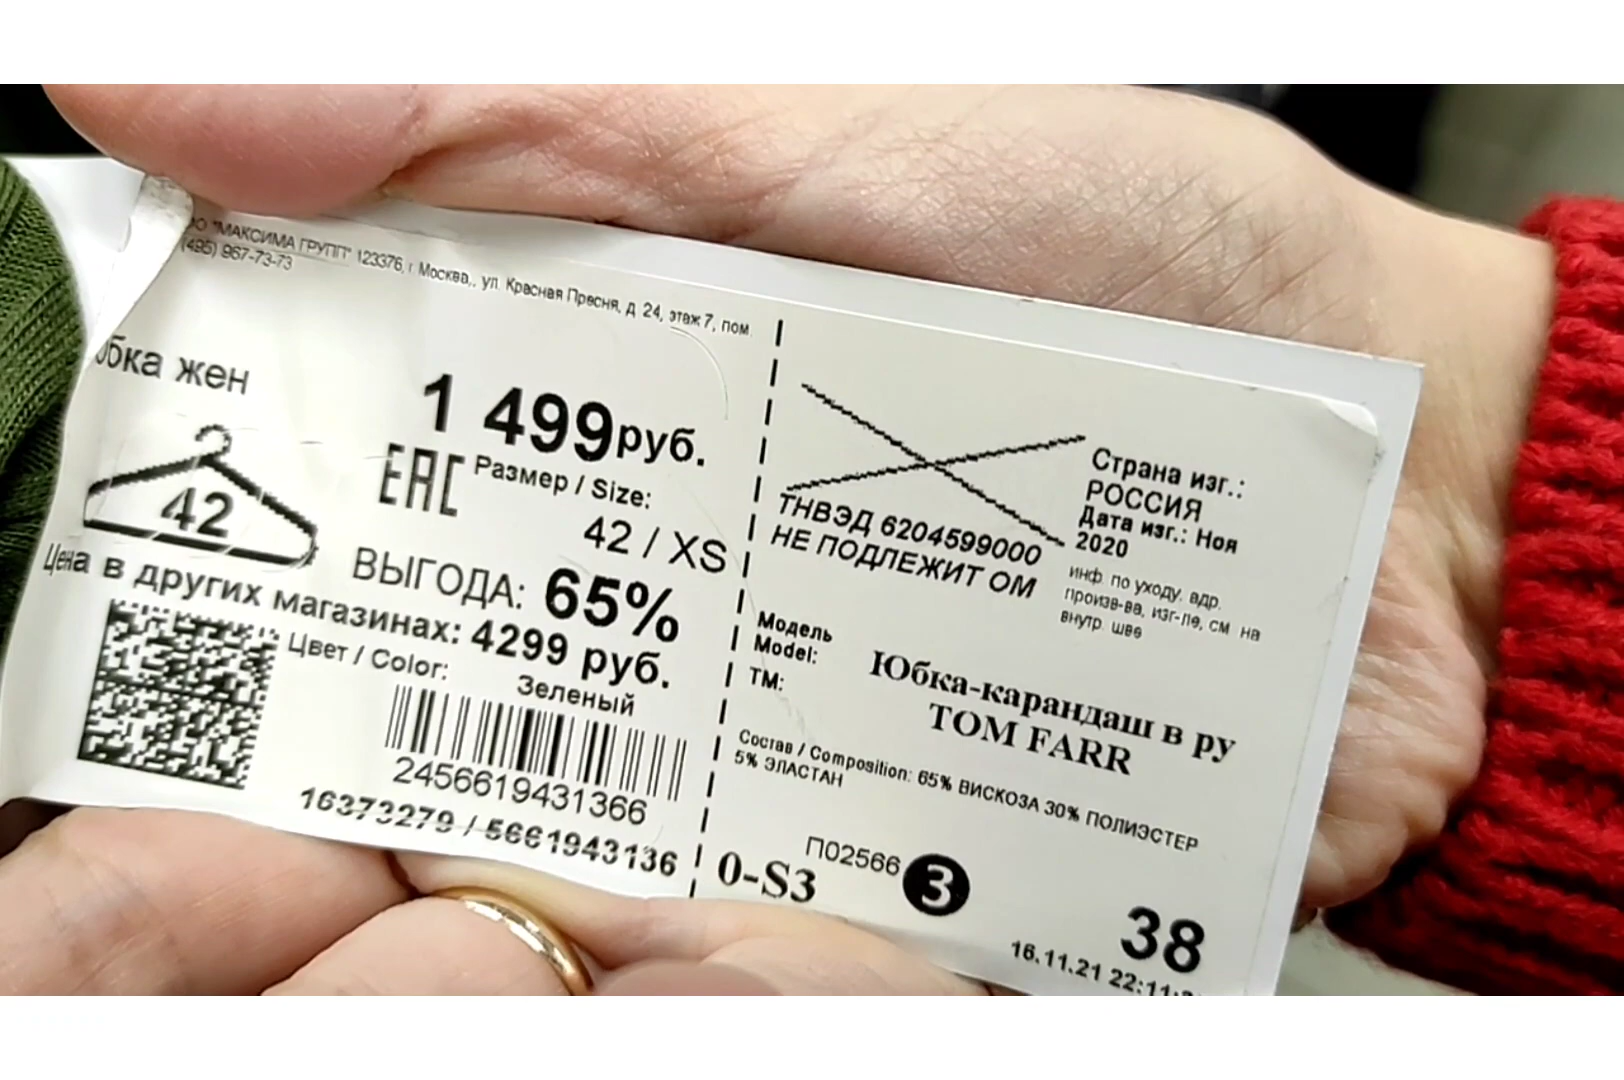 "МАКСИМА ГРУПП" 123376, г. Москва,, ул. Красная Пресня, д. 24, этаж 7, пом.
(495) 967-73-73
бка жен
42
1 499руб.
EAC
Размер / Size:
42 / XS
ВЫГОДА: 65%
Цена в других магазинах: 4299 руб.
Цвет / Color:
Зеленый
2456619431366
16373279 / 5661943136
ТНВЭД 6204599000
НЕ ПОДЛЕЖИТ ОМ
Страна изг.:
РОССИЯ
Дата изг.: Ноя
2020
инф. по уходу, адр.
произв-ва, изг-ле, см. на
внутр. шве
Модель
Model:
Юбка-карандаш в ру
ТМ:
TOM FARR
Состав / Composition: 65% ВИСКОЗА 30% ПОЛИЭСТЕР
5% ЭЛАСТАН
П02566
3
0-S3
38
16.11.21 22:11: